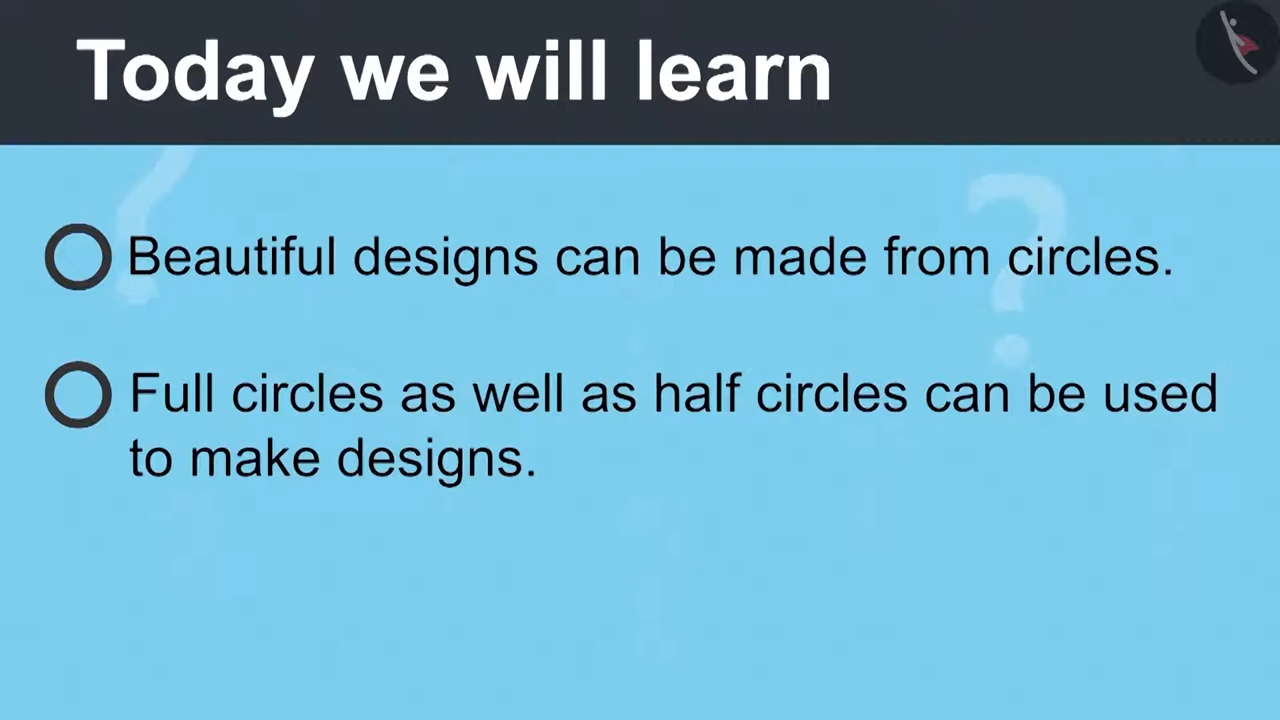 Today we will learn
Beautiful designs can be made from circles.
Full circles as well as half circles can be used
to make designs.